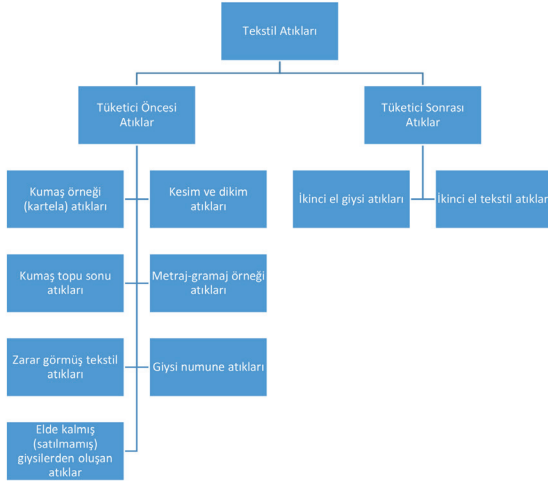 Tekstil Atıkları
Tüketici Öncesi
Atıklar
Tüketici Sonrası
Atıklar
Kumaş örneği
(kartela) atıkları
Kesim ve dikim
atıkları
İkinci el giysi atıkları
İkinci el tekstil atıkları
Kumaş topu sonu
atıkları
Metraj-gramaj örneği
atıkları
Zarar görmüş tekstil
atıkları
Giysi numune atıkları
Elde kalmış
(satılmamış)
giysilerden oluşan
atıklar